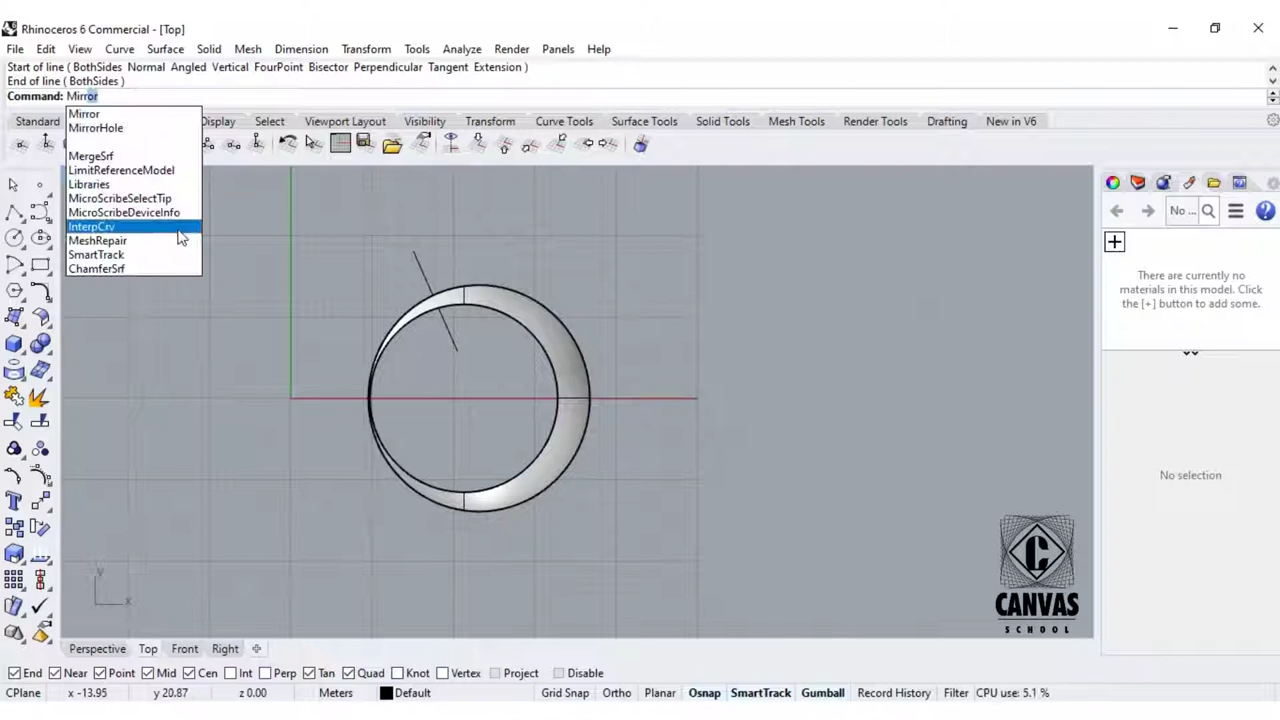 Rhinoceros 6 Commercial - [Top]
File Edit View Curve Surface Solid Mesh Dimension Transform Tools Analyze Render Panels Help
Start of line ( BothSides Normal Angled Vertical FourPoint Bisector Perpendicular Tangent Extension )
End of line ( BothSides )
Command: Mirror
Mirror
MirrorHole
MergeSrf
LimitReferenceModel
Libraries
MicroScribeSelectTip
MicroScribeDeviceInfo
InterpCrv
MeshRepair
SmartTrack
ChamferSrf
Standard Display Select Viewport Layout Visibility Transform Curve Tools Surface Tools Solid Tools Mesh Tools Render Tools Drafting New in V6
No ...
There are currently no
materials in this model. Click
the [+] button to add some.
No selection
y
x
C
CANVAS
SCHOOL
Perspective Top Front Right
End Near Point Mid Cen Int Perp Tan Quad Knot Vertex Project Disable
CPlane x -13.95 y 20.87 z 0.00 Meters Default Grid Snap Ortho Planar Osnap SmartTrack Gumball Record History Filter CPU use: 5.1 %